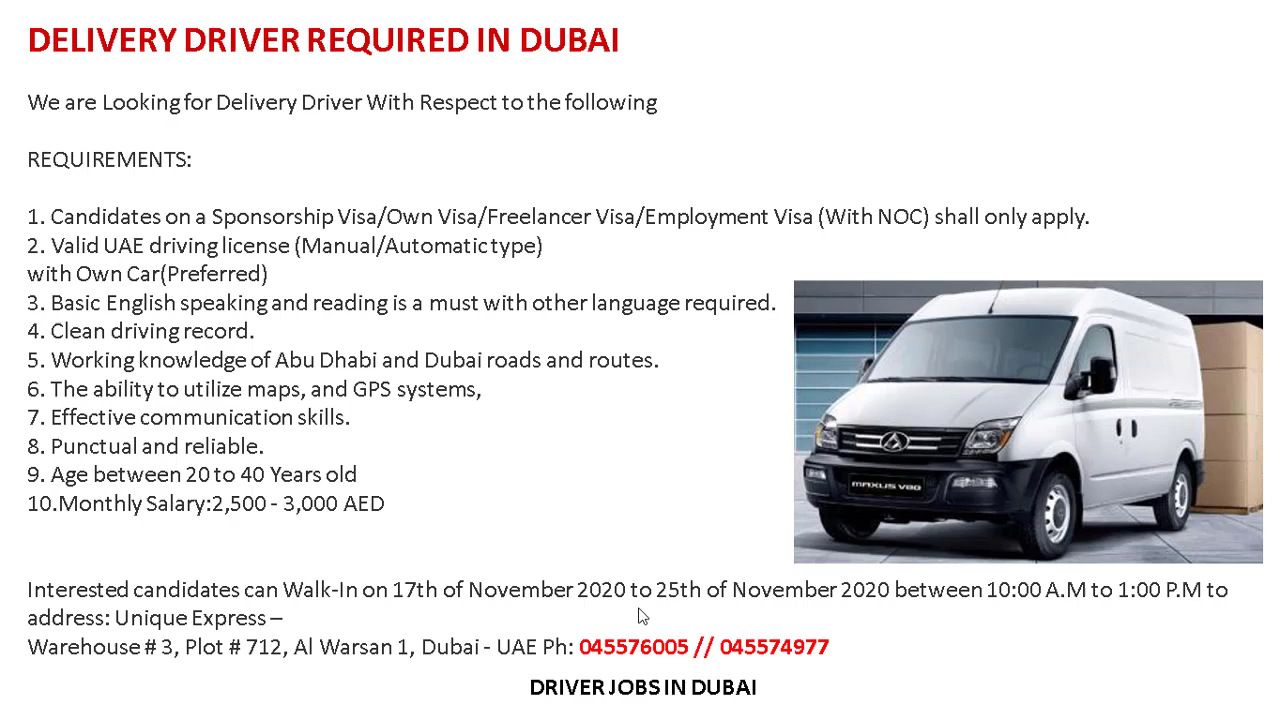 DELIVERY DRIVER REQUIRED IN DUBAI
We are Looking for Delivery Driver With Respect to the following
REQUIREMENTS:
1. Candidates on a Sponsorship Visa/Own Visa/Freelancer Visa/Employment Visa (With NOC) shall only apply.
2. Valid UAE driving license (Manual/Automatic type)
with Own Car(Preferred)
3. Basic English speaking and reading is a must with other language required.
4. Clean driving record.
5. Working knowledge of Abu Dhabi and Dubai roads and routes.
6. The ability to utilize maps, and GPS systems,
7. Effective communication skills.
8. Punctual and reliable.
9. Age between 20 to 40 Years old
10.Monthly Salary:2,500 - 3,000 AED
MAXUS V80
Interested candidates can Walk-In on 17th of November 2020 to 25th of November 2020 between 10:00 A.M to 1:00 P.M to
address: Unique Express –
Warehouse # 3, Plot # 712, Al Warsan 1, Dubai - UAE Ph: 045576005 // 045574977
DRIVER JOBS IN DUBAI